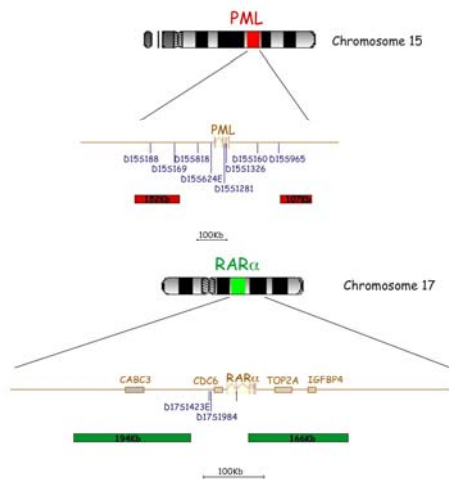 PML
Chromosome 15
PML
D15S188 D15S818 D15S160 D15S965
D15S169 D15S1326
D15S624E
D15S1281
182Kb 107Kb
100Kb
RARα
Chromosome 17
CABC3 CDC6 RARα TOP2A IGFBP4
D17S1423E
D17S1984
194Kb 166Kb
100Kb